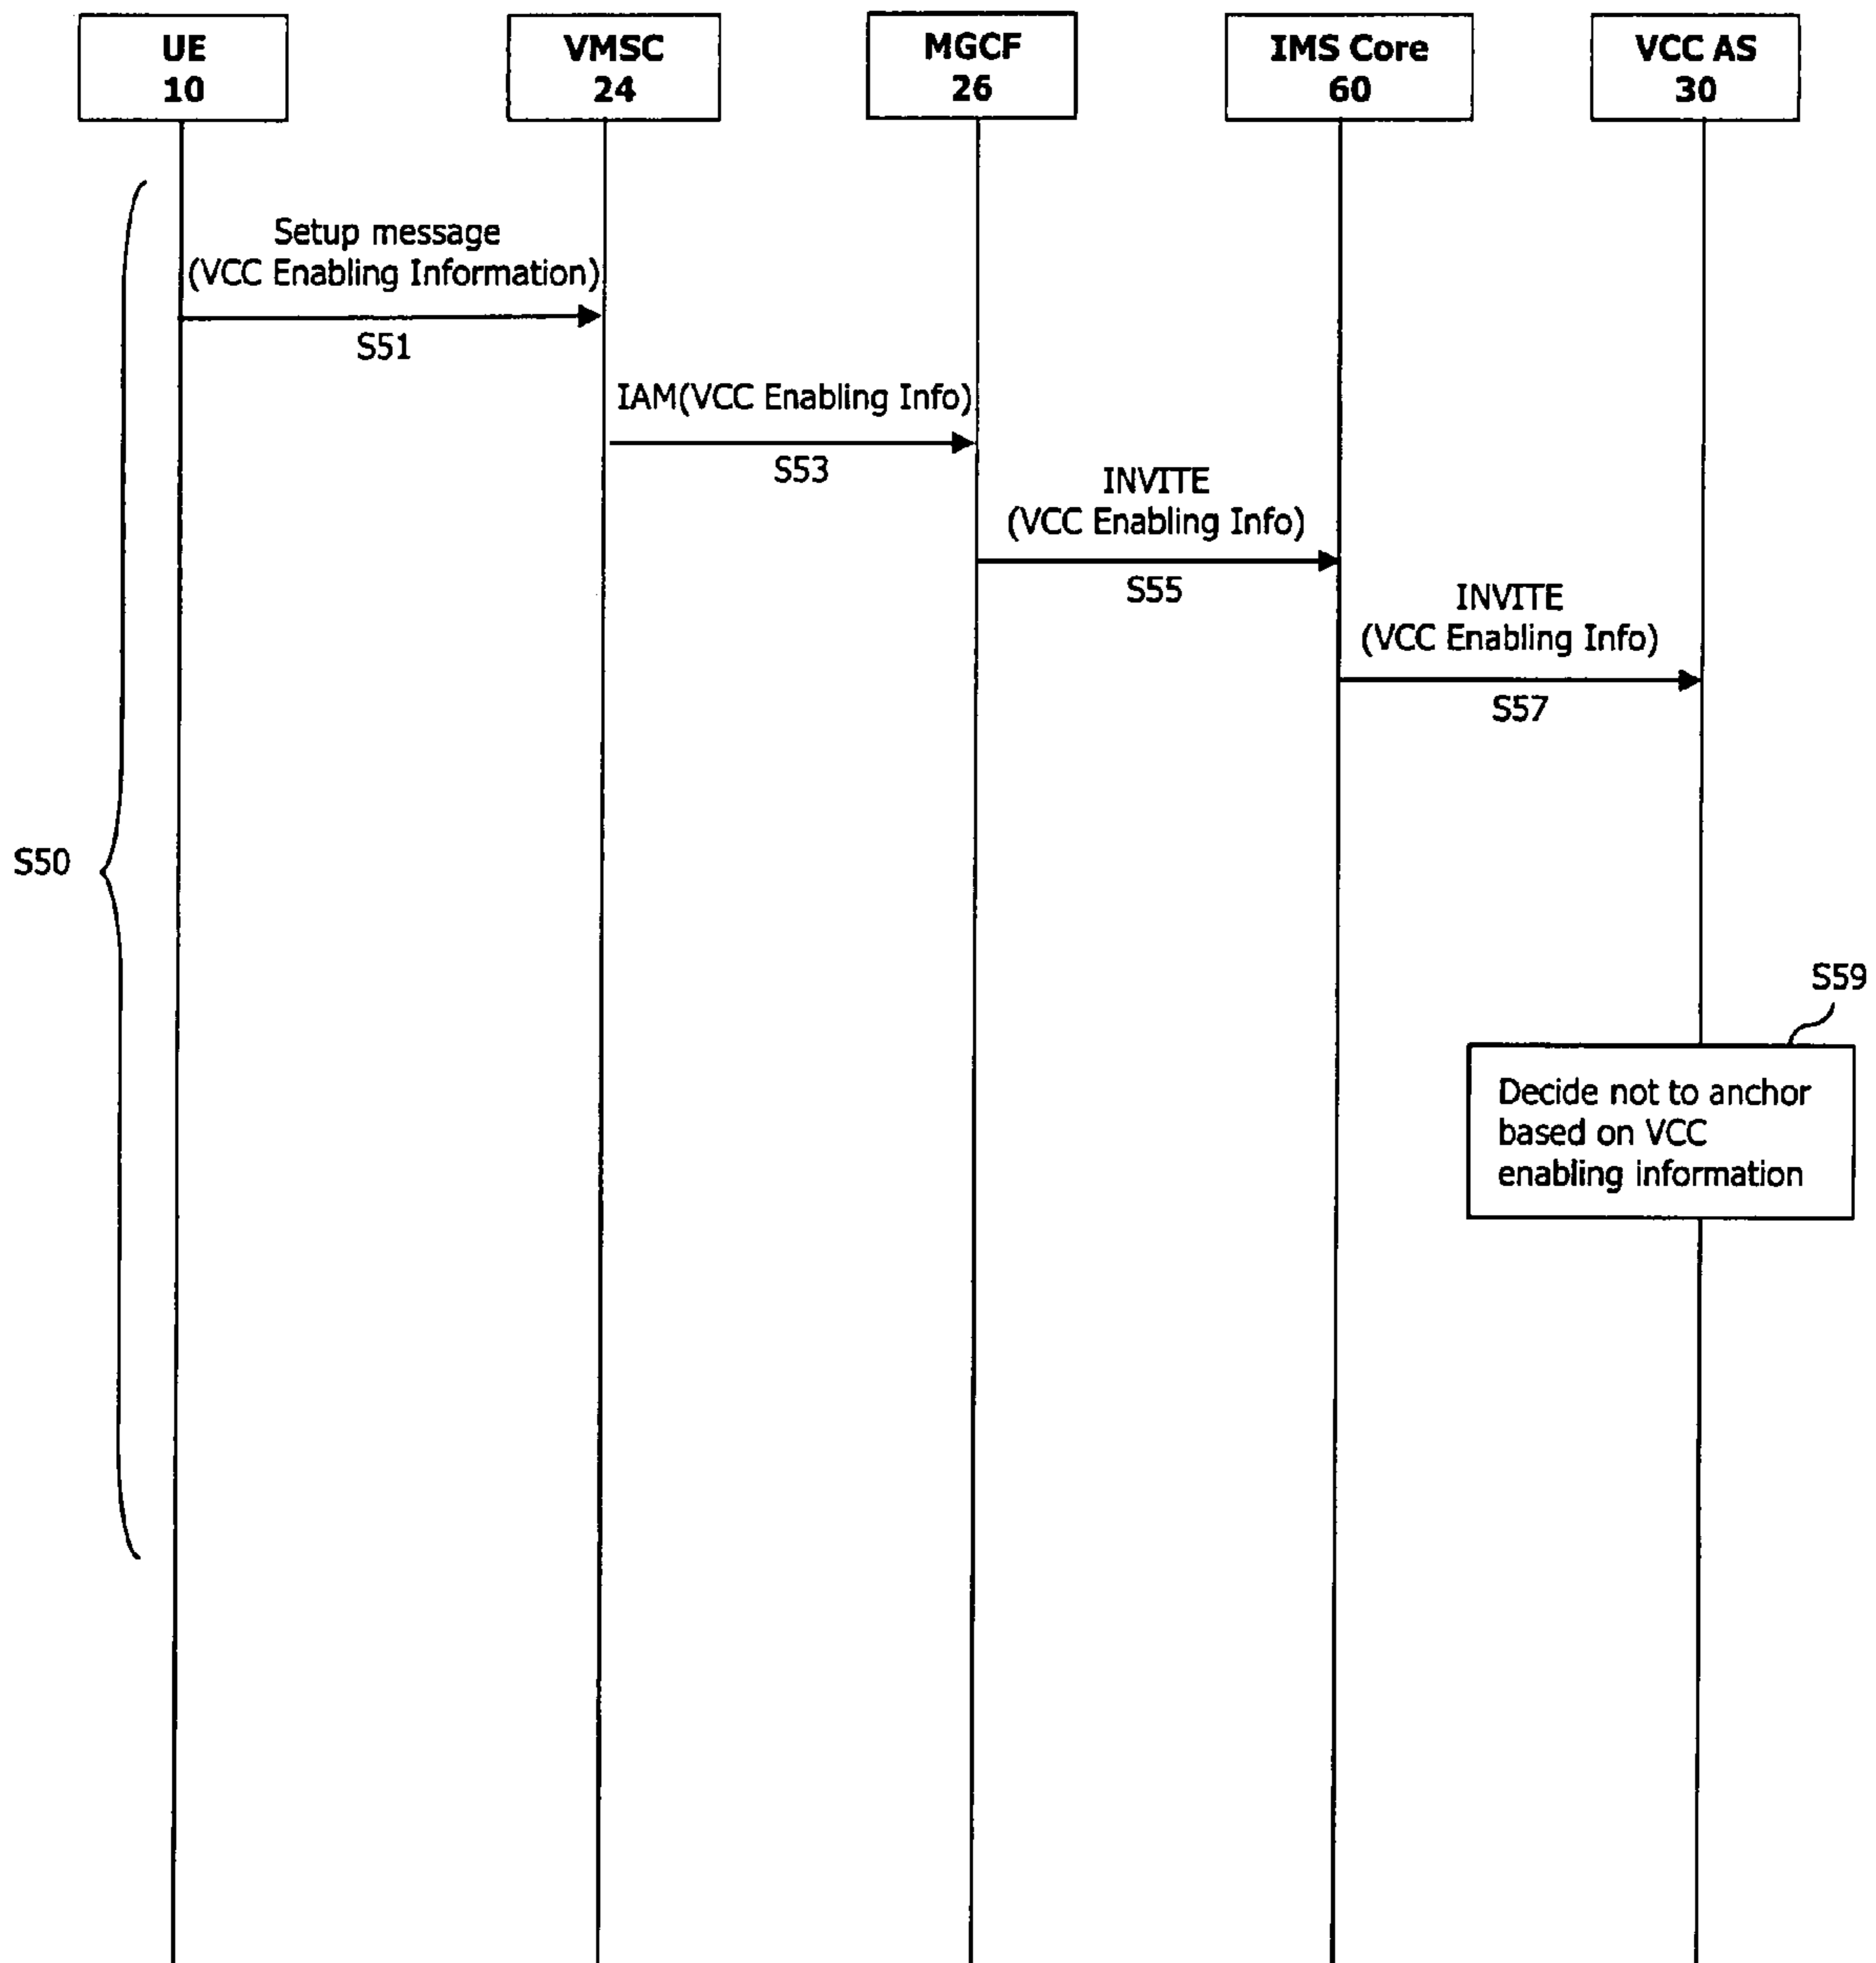 UE
10
VMSC
24
MGCF
26
IMS Core
60
VCC AS
30
Setup message
(VCC Enabling Information)
S51
IAM(VCC Enabling Info)
S53
INVITE
(VCC Enabling Info)
S55
INVITE
(VCC Enabling Info)
S57
S50
S59
Decide not to anchor
based on VCC
enabling information